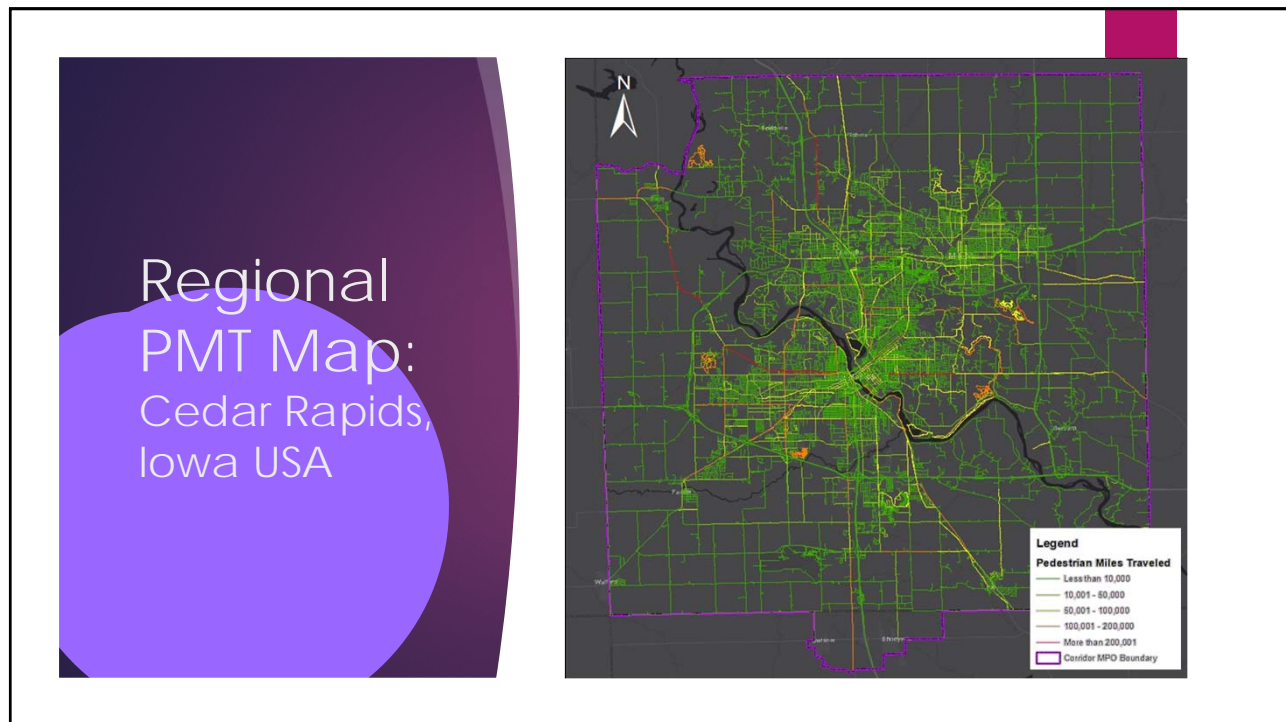 Regional
PMT Map:
Cedar Rapids,
Iowa USA
N
Legend
Pedestrian Miles Traveled
Less than 10,000
10,001 - 50,000
50,001 - 100,000
100,001 - 200,000
More than 200,001
Corridor MPO Boundary